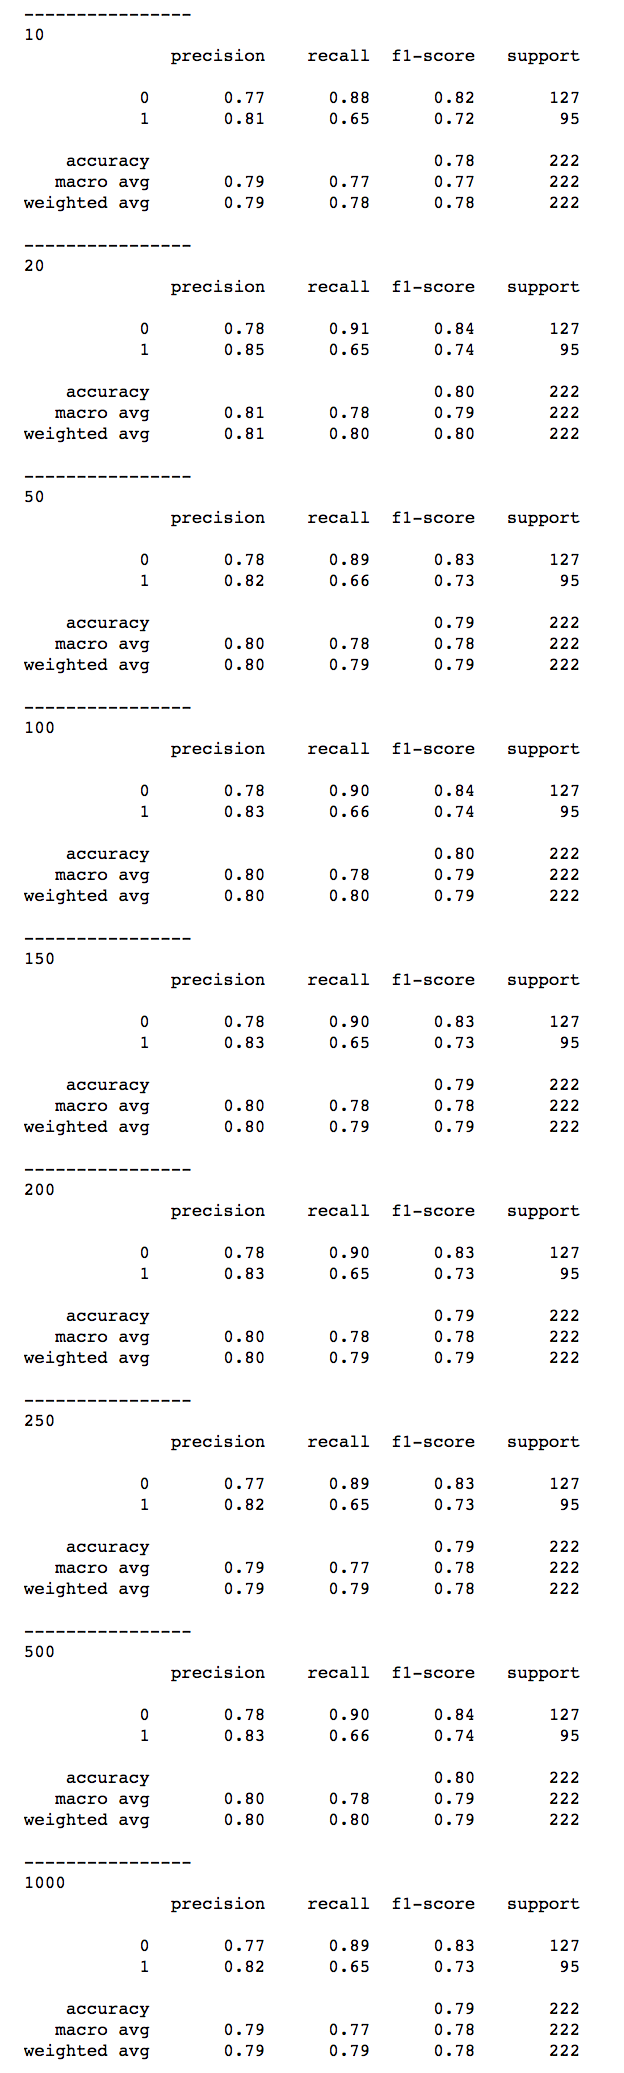 ----------------
10
              precision    recall  f1-score   support

           0       0.77      0.88      0.82       127
           1       0.81      0.65      0.72        95

    accuracy                           0.78       222
   macro avg       0.79      0.77      0.77       222
weighted avg       0.79      0.78      0.78       222

----------------
20
              precision    recall  f1-score   support

           0       0.78      0.91      0.84       127
           1       0.85      0.65      0.74        95

    accuracy                           0.80       222
   macro avg       0.81      0.78      0.79       222
weighted avg       0.81      0.80      0.80       222

----------------
50
              precision    recall  f1-score   support

           0       0.78      0.89      0.83       127
           1       0.82      0.66      0.73        95

    accuracy                           0.79       222
   macro avg       0.80      0.78      0.78       222
weighted avg       0.80      0.79      0.79       222

----------------
100
              precision    recall  f1-score   support

           0       0.78      0.90      0.84       127
           1       0.83      0.66      0.74        95

    accuracy                           0.80       222
   macro avg       0.80      0.78      0.79       222
weighted avg       0.80      0.80      0.79       222

----------------
150
              precision    recall  f1-score   support

           0       0.78      0.90      0.83       127
           1       0.83      0.65      0.73        95

    accuracy                           0.79       222
   macro avg       0.80      0.78      0.78       222
weighted avg       0.80      0.79      0.79       222

----------------
200
              precision    recall  f1-score   support

           0       0.78      0.90      0.83       127
           1       0.83      0.65      0.73        95

    accuracy                           0.79       222
   macro avg       0.80      0.78      0.78       222
weighted avg       0.80      0.79      0.79       222

----------------
250
              precision    recall  f1-score   support

           0       0.77      0.89      0.83       127
           1       0.82      0.65      0.73        95

    accuracy                           0.79       222
   macro avg       0.79      0.77      0.78       222
weighted avg       0.79      0.79      0.78       222

----------------
500
              precision    recall  f1-score   support

           0       0.78      0.90      0.84       127
           1       0.83      0.66      0.74        95

    accuracy                           0.80       222
   macro avg       0.80      0.78      0.79       222
weighted avg       0.80      0.80      0.79       222

----------------
1000
              precision    recall  f1-score   support

           0       0.77      0.89      0.83       127
           1       0.82      0.65      0.73        95

    accuracy                           0.79       222
   macro avg       0.79      0.77      0.78       222
weighted avg       0.79      0.79      0.78       222